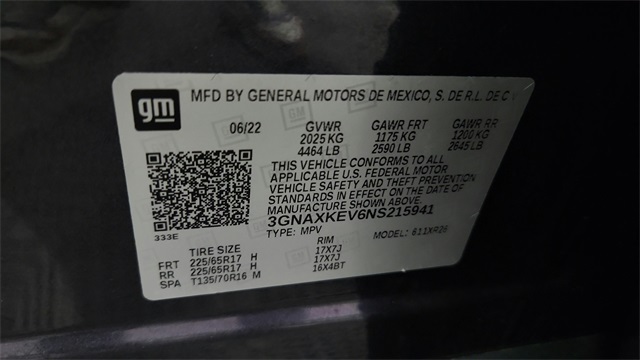 gm MFD BY GENERAL MOTORS DE MEXICO, S. DE R.L. DE C
06/22 GVWR GAWR FRT GAWR RR
2025 KG 1175 KG 1200 KG
4464 LB 2590 LB 2645 LB
THIS VEHICLE CONFORMS TO ALL
APPLICABLE U.S. FEDERAL MOTOR
VEHICLE SAFETY AND THEFT PREVENTION
STANDARDS IN EFFECT ON THE DATE OF
MANUFACTURE SHOWN ABOVE.
3GNAXKEV6NS215941
333E TYPE: MPV MODEL: 611XR26
TIRE SIZE RIM
FRT 225/65R17 H 17X7J
RR 225/65R17 H 17X7J
SPA T135/70R16 M 16X4BT